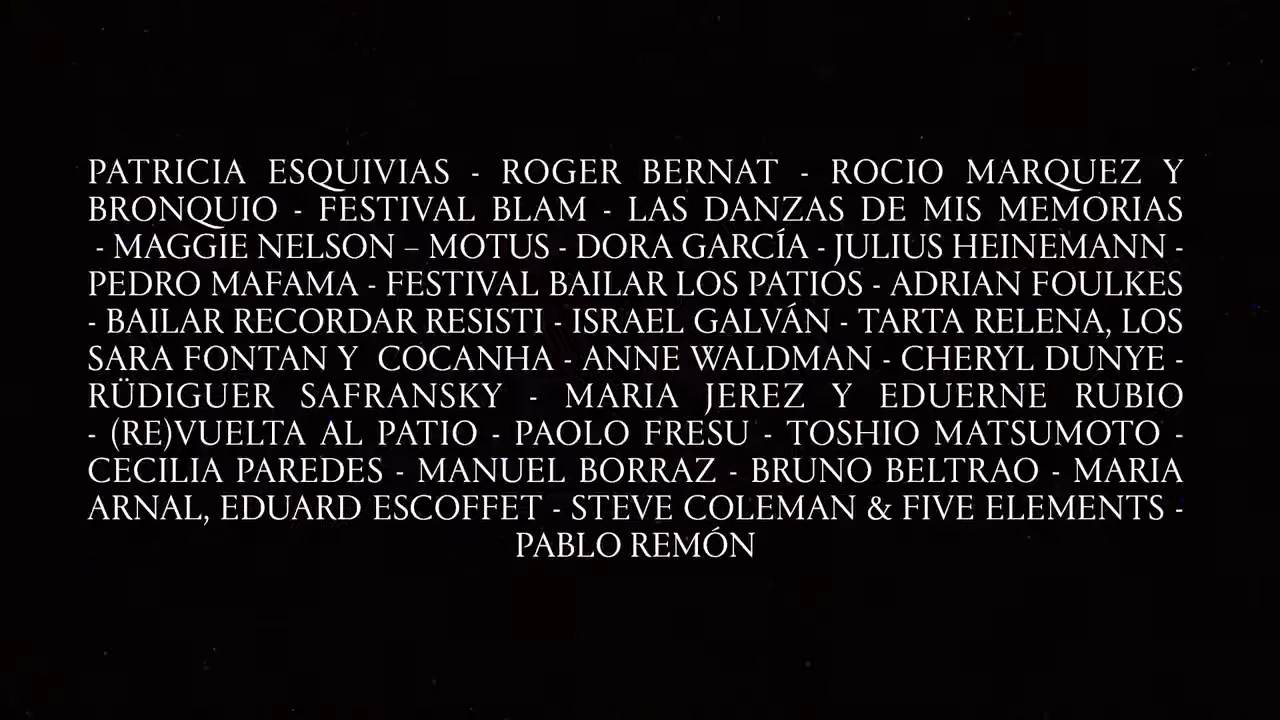 PATRICIA ESQUIVIAS - ROGER BERNAT - ROCIO MARQUEZ Y
BRONQUIO - FESTIVAL BLAM - LAS DANZAS DE MIS MEMORIAS
- MAGGIE NELSON – MOTUS - DORA GARCÍA - JULIUS HEINEMANN -
PEDRO MAFAMA - FESTIVAL BAILAR LOS PATIOS - ADRIAN FOULKES
- BAILAR RECORDAR RESISTI - ISRAEL GALVÁN - TARTA RELENA, LOS
SARA FONTAN Y COCANHA - ANNE WALDMAN - CHERYL DUNYE -
RÜDIGUER SAFRANSKY - MARIA JEREZ Y EDUERNE RUBIO
- (RE)VUELTA AL PATIO - PAOLO FRESU - TOSHIO MATSUMOTO -
CECILIA PAREDES - MANUEL BORRAZ - BRUNO BELTRAO - MARIA
ARNAL, EDUARD ESCOFFET - STEVE COLEMAN & FIVE ELEMENTS -
PABLO REMÓN